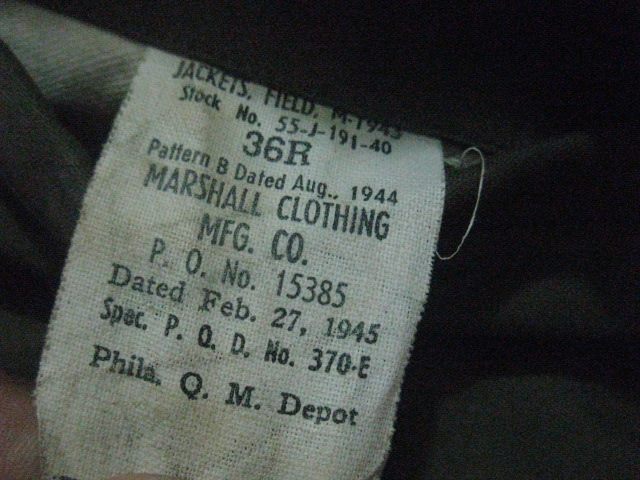 JACKETS, FIELD, M-1943
Stock No. 55-J-191-40
36R
Pattern B Dated Aug., 1944
MARSHALL CLOTHING
MFG. CO.
P. O. No. 15385
Dated Feb. 27, 1945
Spec. P. Q. D. No. 370-E
Phila. Q. M. Depot